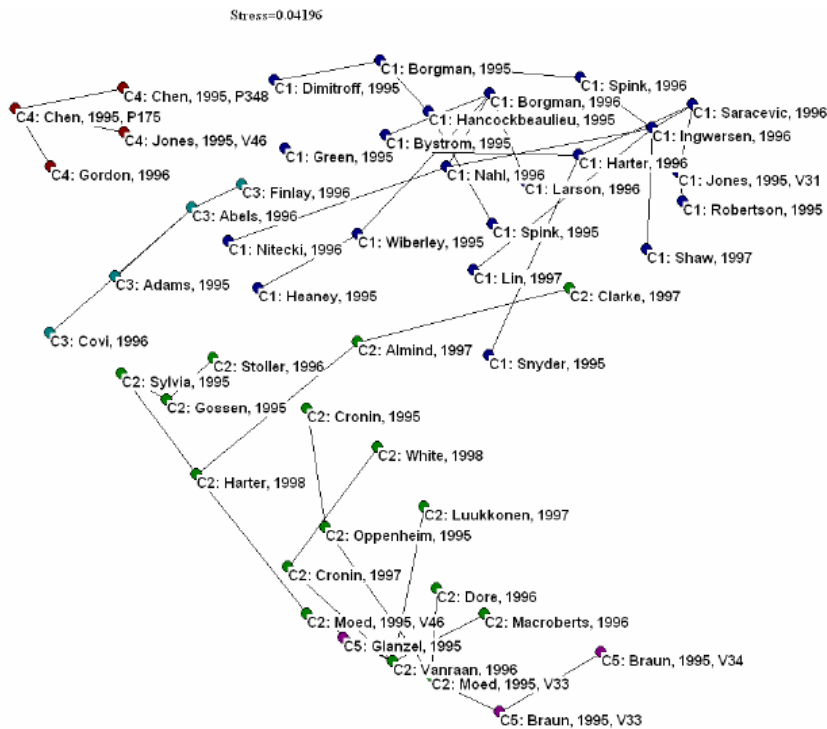 Stress=0.04196
C1: Borgman, 1995
C1: Dimitroff, 1995
C1: Spink, 1996
C4: Chen, 1995, P348
C1: Borgman, 1996
C4: Chen, 1995, P175
C1: Hancockbeaulieu, 1995
C1: Saracevic, 1996
C4: Jones, 1995, V46
C1: Bystrom, 1995
C1: Ingwersen, 1996
C1: Green, 1995
C1: Harter, 1996
C4: Gordon, 1996
C1: Nahl, 1996
C1: Jones, 1995, V31
C3: Finlay, 1996
C1: Larson, 1996
C3: Abels, 1996
C1: Robertson, 1995
C1: Spink, 1995
C1: Wiberley, 1995
C1: Nitecki, 1996
C1: Shaw, 1997
C1: Lin, 1997
C3: Adams, 1995
C1: Heaney, 1995
C2: Clarke, 1997
C3: Covi, 1996
C2: Almind, 1997
C1: Snyder, 1995
C2: Stoller, 1996
C2: Sylvia, 1995
C2: Gossen, 1995
C2: Cronin, 1995
C2: White, 1998
C2: Harter, 1998
C2: Luukkonen, 1997
C2: Oppenheim, 1995
C2: Cronin, 1997
C2: Dore, 1996
C2: Moed, 1995, V46
C2: Macroberts, 1996
C5: Glanzel, 1995
C2: Vanraan, 1996
C5: Braun, 1995, V34
C2: Moed, 1995, V33
C5: Braun, 1995, V33